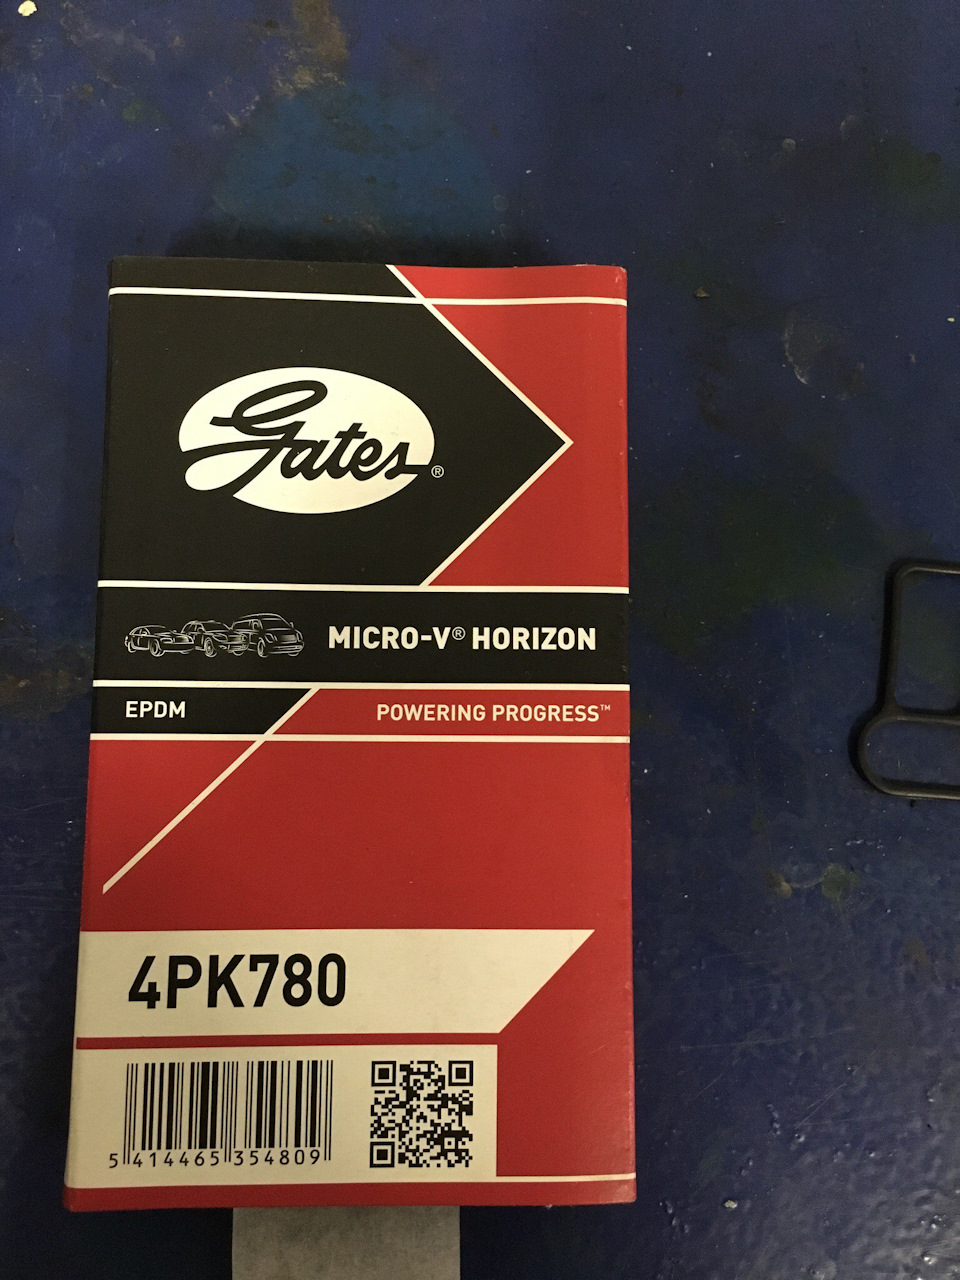 Gates®
MICRO-V® HORIZON
EPDM
POWERING PROGRESS™
4PK780
5 414465 354809